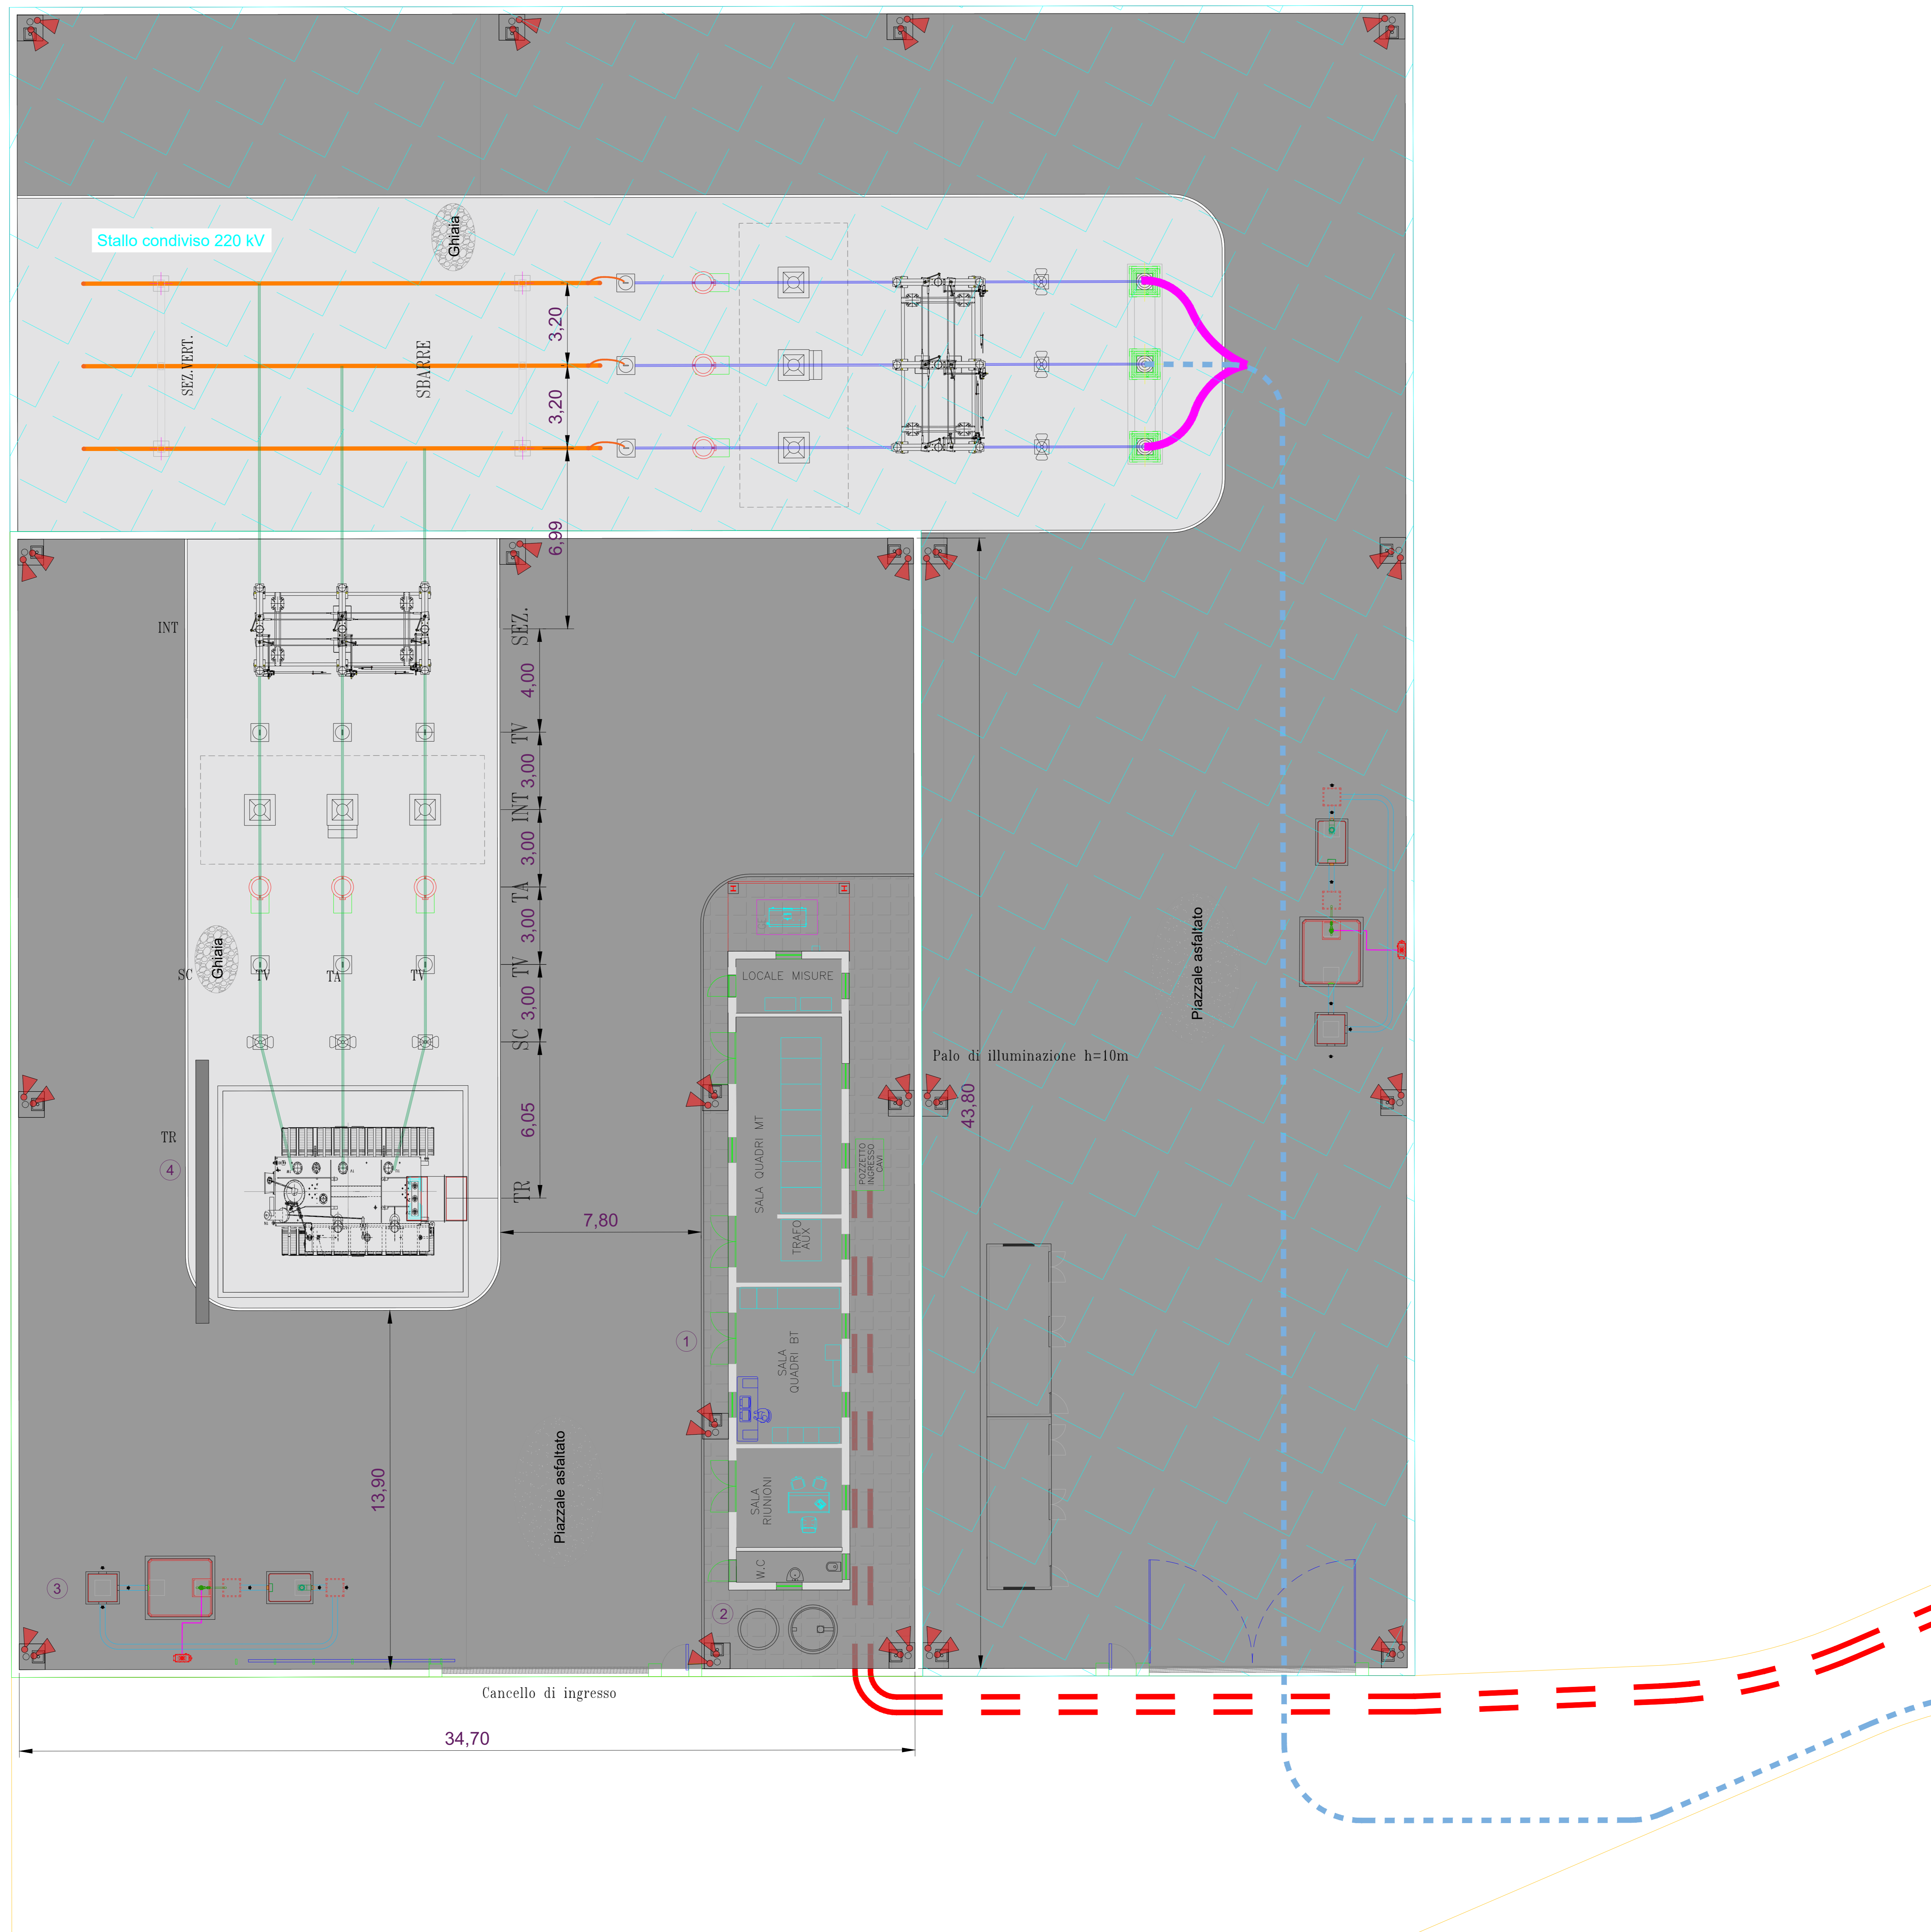 Stallo condiviso 220 kV
Ghiaia
SEZ.VERT.
SBARRE
3,20
3,20
6,99
INT
SEZ.
4,00
TV
3,00
INT
3,00
TA
3,00
TV
3,00
SC
6,05
TR
Ghiaia
SC
TV
TA
TV
TR
4
7,80
13,90
H
H
LOCALE MISURE
SALA QUADRI MT
POZZETTO
INGRESSO
CAVI
TRAFO
AUX
1
SALA
QUADRI BT
SALA
RIUNIONI
W.C
2
3
Piazzale asfaltato
Piazzale asfaltato
Palo di illuminazione h=10m
43,80
Cancello di ingresso
34,70